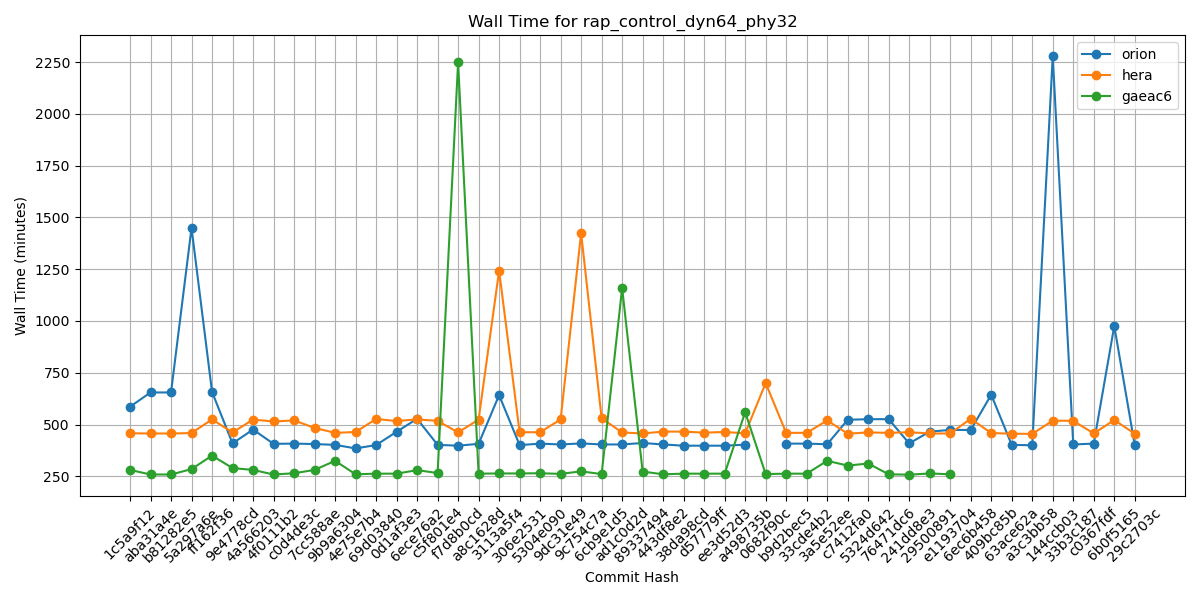 Wall Time for rap_control_dyn64_phy32
orion
hera
gaeac6
Wall Time (minutes)
2250
2000
1750
1500
1250
1000
750
500
250
1c5a9f12
aba311a4e
b81282e5
5a297a6e
ff162f36
9e4778cd
4a566203
4f0111b2
c0d4de3c
7cc588ae
9b9a6304
4e75e7b4
69d03840
0d1af3e3
6ece76a2
c5f801e4
f7d8b0cd
a8c1628d
3113a5f4
306e2531
5304e090
9dc31e49
9c754c7a
6cb9e1d5
ad1c0d2d
89337494
443df8e2
38da98cd
d5779ff
ee3d52d3
a498735b
0682f90c
b9d2bec5
33cde4b2
3a5e52ee
c7412fa0
5324d642
76471dc6
241dd8e3
29500891
e1193704
6ec6b458
409bc85b
63ace62a
a3c3bb58
144ccb03
33b3c187
c0367fdf
6b0f5165
29c2703c
Commit Hash